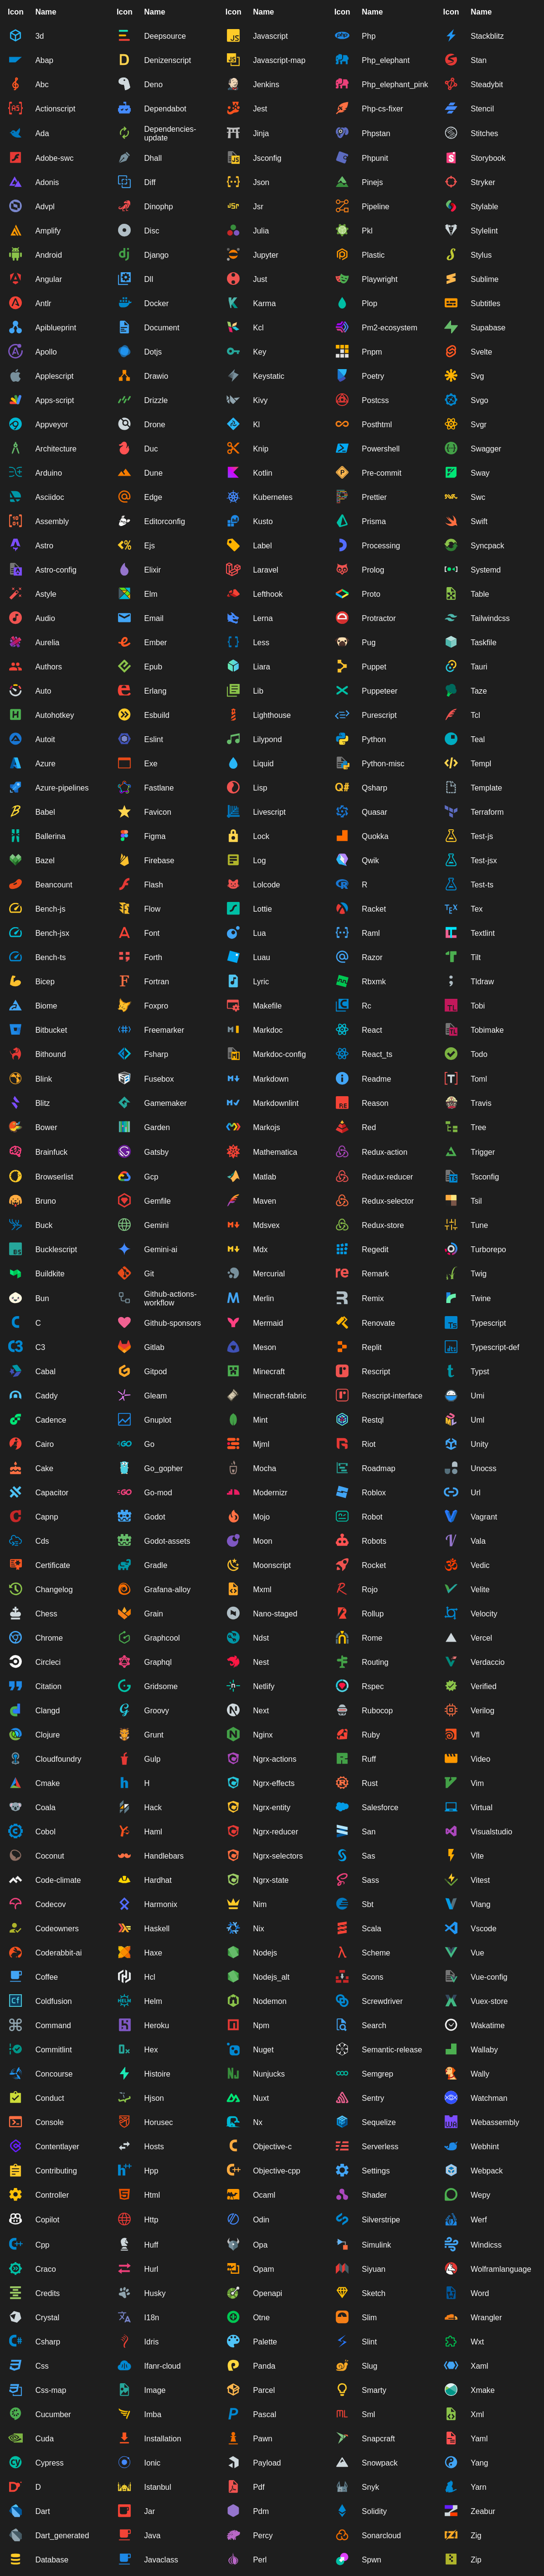 Icon Name Icon Name Icon Name Icon Name Icon Name
3d Deepsource Javascript Php Stackblitz
Abap Denizenscript Javascript-map Php_elephant Stan
Abc Deno Jenkins Php_elephant_pink Steadybit
Actionscript Dependabot Jest Php-cs-fixer Stencil
Ada Dependencies-update Jinja Phpstan Stitches
Adobe-swc Dhall Jsconfig Phpunit Storybook
Adonis Diff Json Pinejs Stryker
Advpl Dinophp Jsr Pipeline Stylable
Amplify Disc Julia Pkl Stylelint
Android Django Jupyter Plastic Stylus
Angular Dll Just Playwright Sublime
Antlr Docker Karma Plop Subtitles
Apiblueprint Document Kcl Pm2-ecosystem Supabase
Apollo Dotjs Key Pnpm Svelte
Applescript Drawio Keystatic Poetry Svg
Apps-script Drizzle Kivy Postcss Svgo
Appveyor Drone Kl Posthtml Svgr
Architecture Duc Knip Powershell Swagger
Arduino Dune Kotlin Pre-commit Sway
Asciidoc Edge Kubernetes Prettier Swc
Assembly Editorconfig Kusto Prisma Swift
Astro Ejs Label Processing Syncpack
Astro-config Elixir Laravel Prolog Systemd
Astyle Elm Lefthook Proto Table
Audio Email Lerna Protractor Tailwindcss
Aurelia Ember Less Pug Taskfile
Authors Epub Liara Puppet Tauri
Auto Erlang Lib Puppeteer Taze
Autohotkey Esbuild Lighthouse Purescript Tcl
Autoit Eslint Lilypond Python Teal
Azure Exe Liquid Python-misc Templ
Azure-pipelines Fastlane Lisp Qsharp Template
Babel Favicon Livescript Quasar Terraform
Ballerina Figma Lock Quokka Test-js
Bazel Firebase Log Qwik Test-jsx
Beancount Flash Lolcode R Test-ts
Bench-js Flow Lottie Racket Tex
Bench-jsx Font Lua Raml Textlint
Bench-ts Forth Luau Razor Tilt
Bicep Fortran Lyric Rbxmk Tldraw
Biome Foxpro Makefile Rc Tobi
Bitbucket Freemarker Markdoc React Tobimake
Bithound Fsharp Markdoc-config React_ts Todo
Blink Fusebox Markdown Readme Toml
Blitz Gamemaker Markdownlint Reason Travis
Bower Garden Markojs Red Tree
Brainfuck Gatsby Mathematica Redux-action Trigger
Browserlist Gcp Matlab Redux-reducer Tsconfig
Bruno Gemfile Maven Redux-selector Tsil
Buck Gemini Mdsvex Redux-store Tune
Bucklescript Gemini-ai Mdx Regedit Turborepo
Buildkite Git Mercurial Remark Twig
Bun Github-actions-workflow Merlin Remix Twine
C Github-sponsors Mermaid Renovate Typescript
C3 Gitlab Meson Replit Typescript-def
Cabal Gitpod Minecraft Rescript Typst
Caddy Gleam Minecraft-fabric Rescript-interface Umi
Cadence Gnuplot Mint Restql Uml
Cairo Go Mjml Riot Unity
Cake Go_gopher Mocha Roadmap Unocss
Capacitor Go-mod Modernizr Roblox Url
Capnp Godot Mojo Robot Vagrant
Cds Godot-assets Moon Robots Vala
Certificate Gradle Moonscript Rocket Vedic
Changelog Grafana-alloy Mxml Rojo Velite
Chess Grain Nano-staged Rollup Velocity
Chrome Graphcool Ndst Rome Vercel
Circleci Graphql Nest Routing Verdaccio
Citation Gridsome Netlify Rspec Verified
Clangd Groovy Next Rubocop Verilog
Clojure Grunt Nginx Ruby Vfl
Cloudfoundry Gulp Ngrx-actions Ruff Video
Cmake H Ngrx-effects Rust Vim
Coala Hack Ngrx-entity Salesforce Virtual
Cobol Haml Ngrx-reducer San Visualstudio
Coconut Handlebars Ngrx-selectors Sas Vite
Code-climate Hardhat Ngrx-state Sass Vitest
Codecov Harmonix Nim Sbt Vlang
Codeowners Haskell Nix Scala Vscode
Coderabbit-ai Haxe Nodejs Scheme Vue
Coffee Hcl Nodejs_alt Scons Vue-config
Coldfusion Helm Nodemon Screwdriver Vuex-store
Command Heroku Npm Search Wakatime
Commitlint Hex Nuget Semantic-release Wallaby
Concourse Histoire Nunjucks Semgrep Wally
Conduct Hjson Nuxt Sentry Watchman
Console Horusec Nx Sequelize Webassembly
Contentlayer Hosts Objective-c Serverless Webhint
Contributing Hpp Objective-cpp Settings Webpack
Controller Html Ocaml Shader Wepy
Copilot Http Odin Silverstripe Werf
Cpp Huff Opa Simulink Windicss
Craco Hurl Opam Siyuan Wolframlanguage
Credits Husky Openapi Sketch Word
Crystal I18n Otne Slim Wrangler
Csharp Idris Palette Slint Wxt
Css Ifanr-cloud Panda Slug Xaml
Css-map Image Parcel Smarty Xmake
Cucumber Imba Pascal Sml Xml
Cuda Installation Pawn Snapcraft Yaml
Cypress Ionic Payload Snowpack Yang
D Istanbul Pdf Snyk Yarn
Dart Jar Pdm Solidity Zeabur
Dart_generated Java Percy Sonarcloud Zig
Database Javaclass Perl Spwn Zip